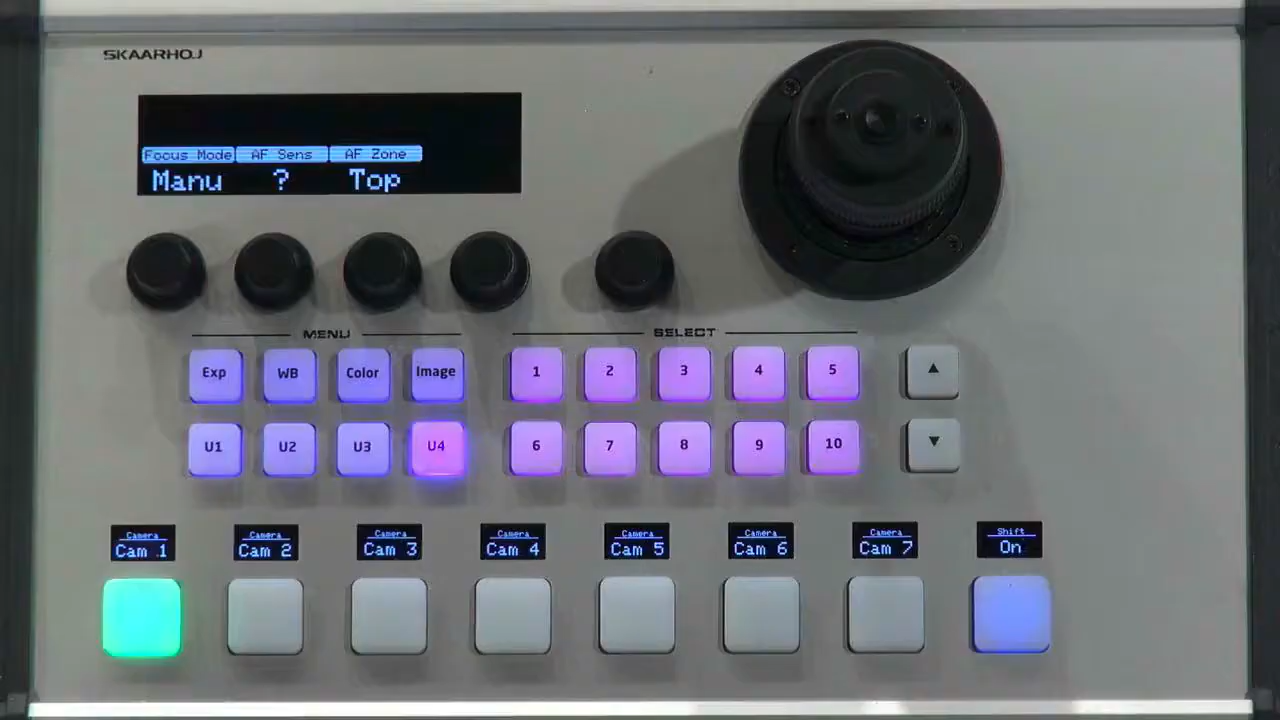 SKAARHOJ
Focus Mode AF Sens AF Zone
Manu ? Top
MENU SELECT
Exp WB Color Image 1 2 3 4 5 ▲
U1 U2 U3 U4 6 7 8 9 10 ▼
Camera Camera Camera Camera Camera Camera Camera Shift
Cam 1 Cam 2 Cam 3 Cam 4 Cam 5 Cam 6 Cam 7 On